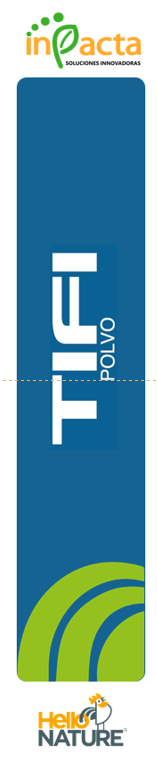 inpacta
SOLUCIONES INNOVADORAS
TIFI
POLVO
Hello
NATURE®